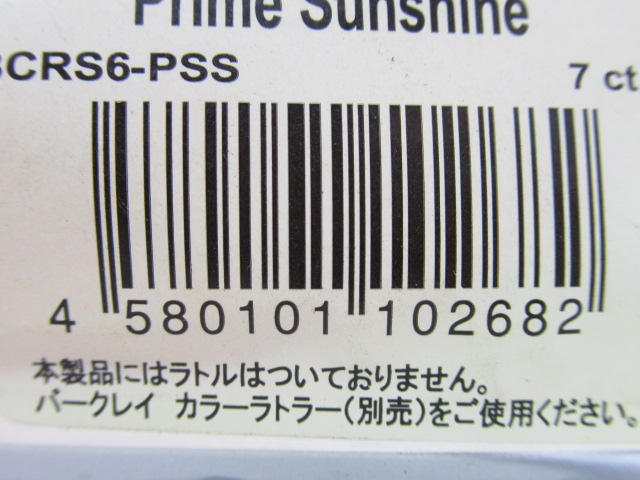 Prime Sunshine
BCRS6-PSS 7 ct
4 580101 102682
本製品にはラトルはついておりません。
バークレイ カラーラトラー(別売)をご使用ください。